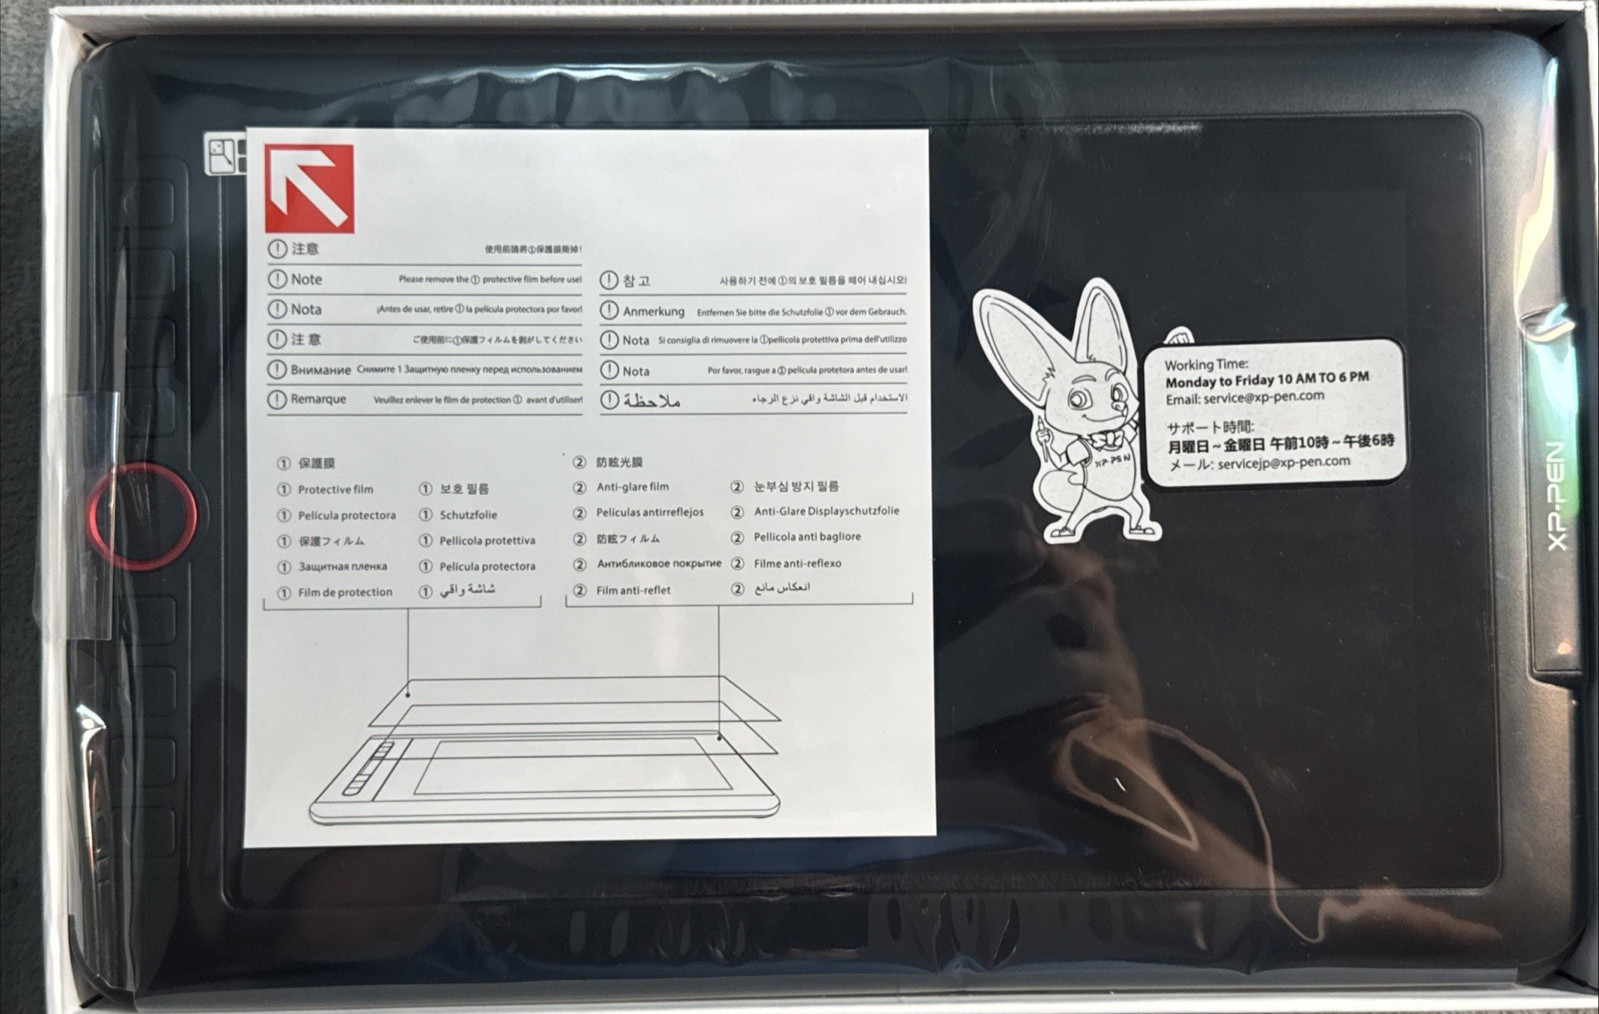 注意 使用前請將①保護膜撕掉!
Note Please remove the ① protective film before use!
Nota ¡Antes de usar, retire ① la película protectora por favor!
注意 ご使用前に①保護フィルムを剥がしてください
Внимание Снимите 1 Защитную пленку перед использованием
Remarque Veuillez enlever le film de protection ① avant d'utiliser!
참고 사용하기 전에 ①의 보호 필름을 떼어 내십시오!
Anmerkung Entfernen Sie bitte die Schutzfolie ① vor dem Gebrauch.
Nota Si consiglia di rimuovere la ①pellicola protettiva prima dell'utilizzo
Nota Por favor, rasgue a ① película protetora antes de usar!
ملاحظة الاستخدام قبل الشاشة واقي نزع الرجاء
① 保護膜
① Protective film
① Película protectora
① 保護フィルム
① Защитная пленка
① Film de protection
① 보호 필름
① Schutzfolie
① Pellicola protettiva
① Película protectora
① شاشة واقي
② 防眩光膜
② Anti-glare film
② Películas antirreflejos
② 防眩フィルム
② Антибликовое покрытие
② Film anti-reflet
② 눈부심 방지 필름
② Anti-Glare Displayschutzfolie
② Pellicola anti bagliore
② Filme anti-reflexo
② انعكاس مانع
XP-PEN
Working Time:
Monday to Friday 10 AM TO 6 PM
Email: service@xp-pen.com
サポート時間:
月曜日~金曜日 午前10時~午後6時
メール: servicejp@xp-pen.com
XP-PEN